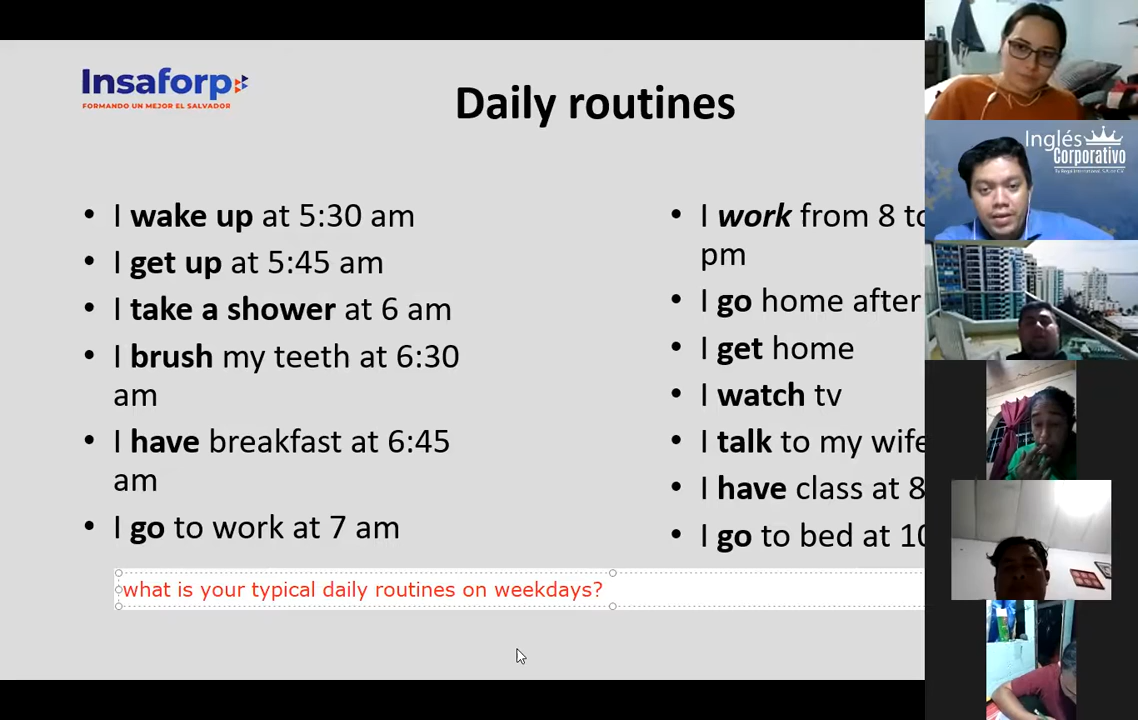 Insaforp
FORMANDO UN MEJOR EL SALVADOR
Daily routines
• I wake up at 5:30 am
• I get up at 5:45 am
• I take a shower at 6 am
• I brush my teeth at 6:30
am
• I have breakfast at 6:45
am
• I go to work at 7 am
• I work from 8 to
pm
• I go home after
• I get home
• I watch tv
• I talk to my wife
• I have class at 8
• I go to bed at 10
what is your typical daily routines on weekdays?
Inglés
Corporativo